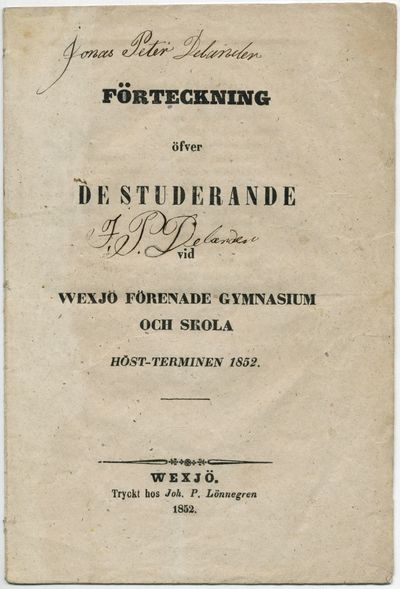 Jonas Peter Delander
FÖRTECKNING
öfver
DE STUDERANDE
J. P. Delander
vid
WEXJÖ FÖRENADE GYMNASIUM
OCH SKOLA
HÖST-TERMINEN 1852.
WEXJÖ.
Tryckt hos Joh. P. Lönnegren
1852.